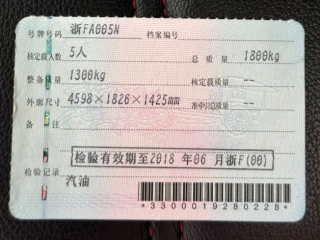 号牌号码 浙FA005N 档案编号
核定载人数 5人 总质量 1800kg
整备质量 1300kg 核定载质量 --
外廓尺寸 4598×1826×1425mm 准牵引总质量 --
备注
检验有效期至2018年06月浙F(00)
检验记录
汽油
*3300019280228*